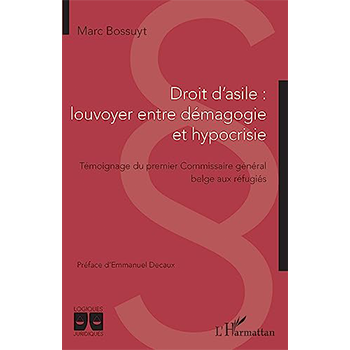 Marc Bossuyt
Droit d'asile :
louvoyer entre démagogie
et hypocrisie
Témoignage du premier Commissaire général
belge aux réfugiés
Préface d'Emmanuel Decaux
LOGIQUES
JURIDIQUES
L'Harmattan